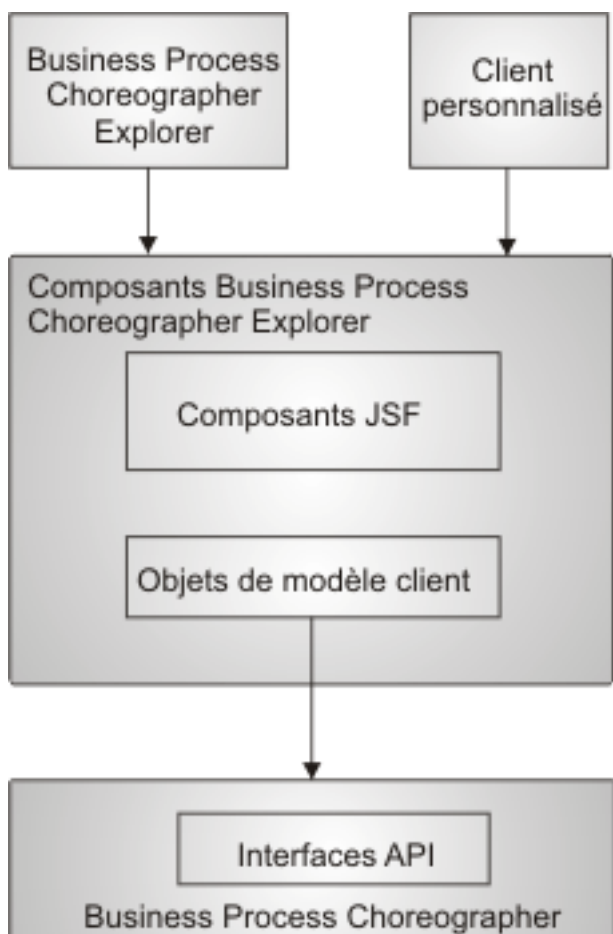 Business Process
Choreographer
Explorer
Client
personnalisé
Composants Business Process
Choreographer Explorer
Composants JSF
Objets de modèle client
Interfaces API
Business Process Choreographer